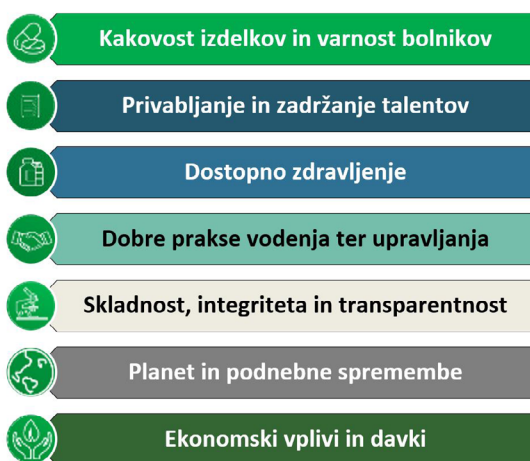 Kakovost izdelkov in varnost bolnikov
Privabljanje in zadržanje talentov
Dostopno zdravljenje
Dobre prakse vodenja ter upravljanja
Skladnost, integriteta in transparentnost
Planet in podnebne spremembe
Ekonomski vplivi in davki